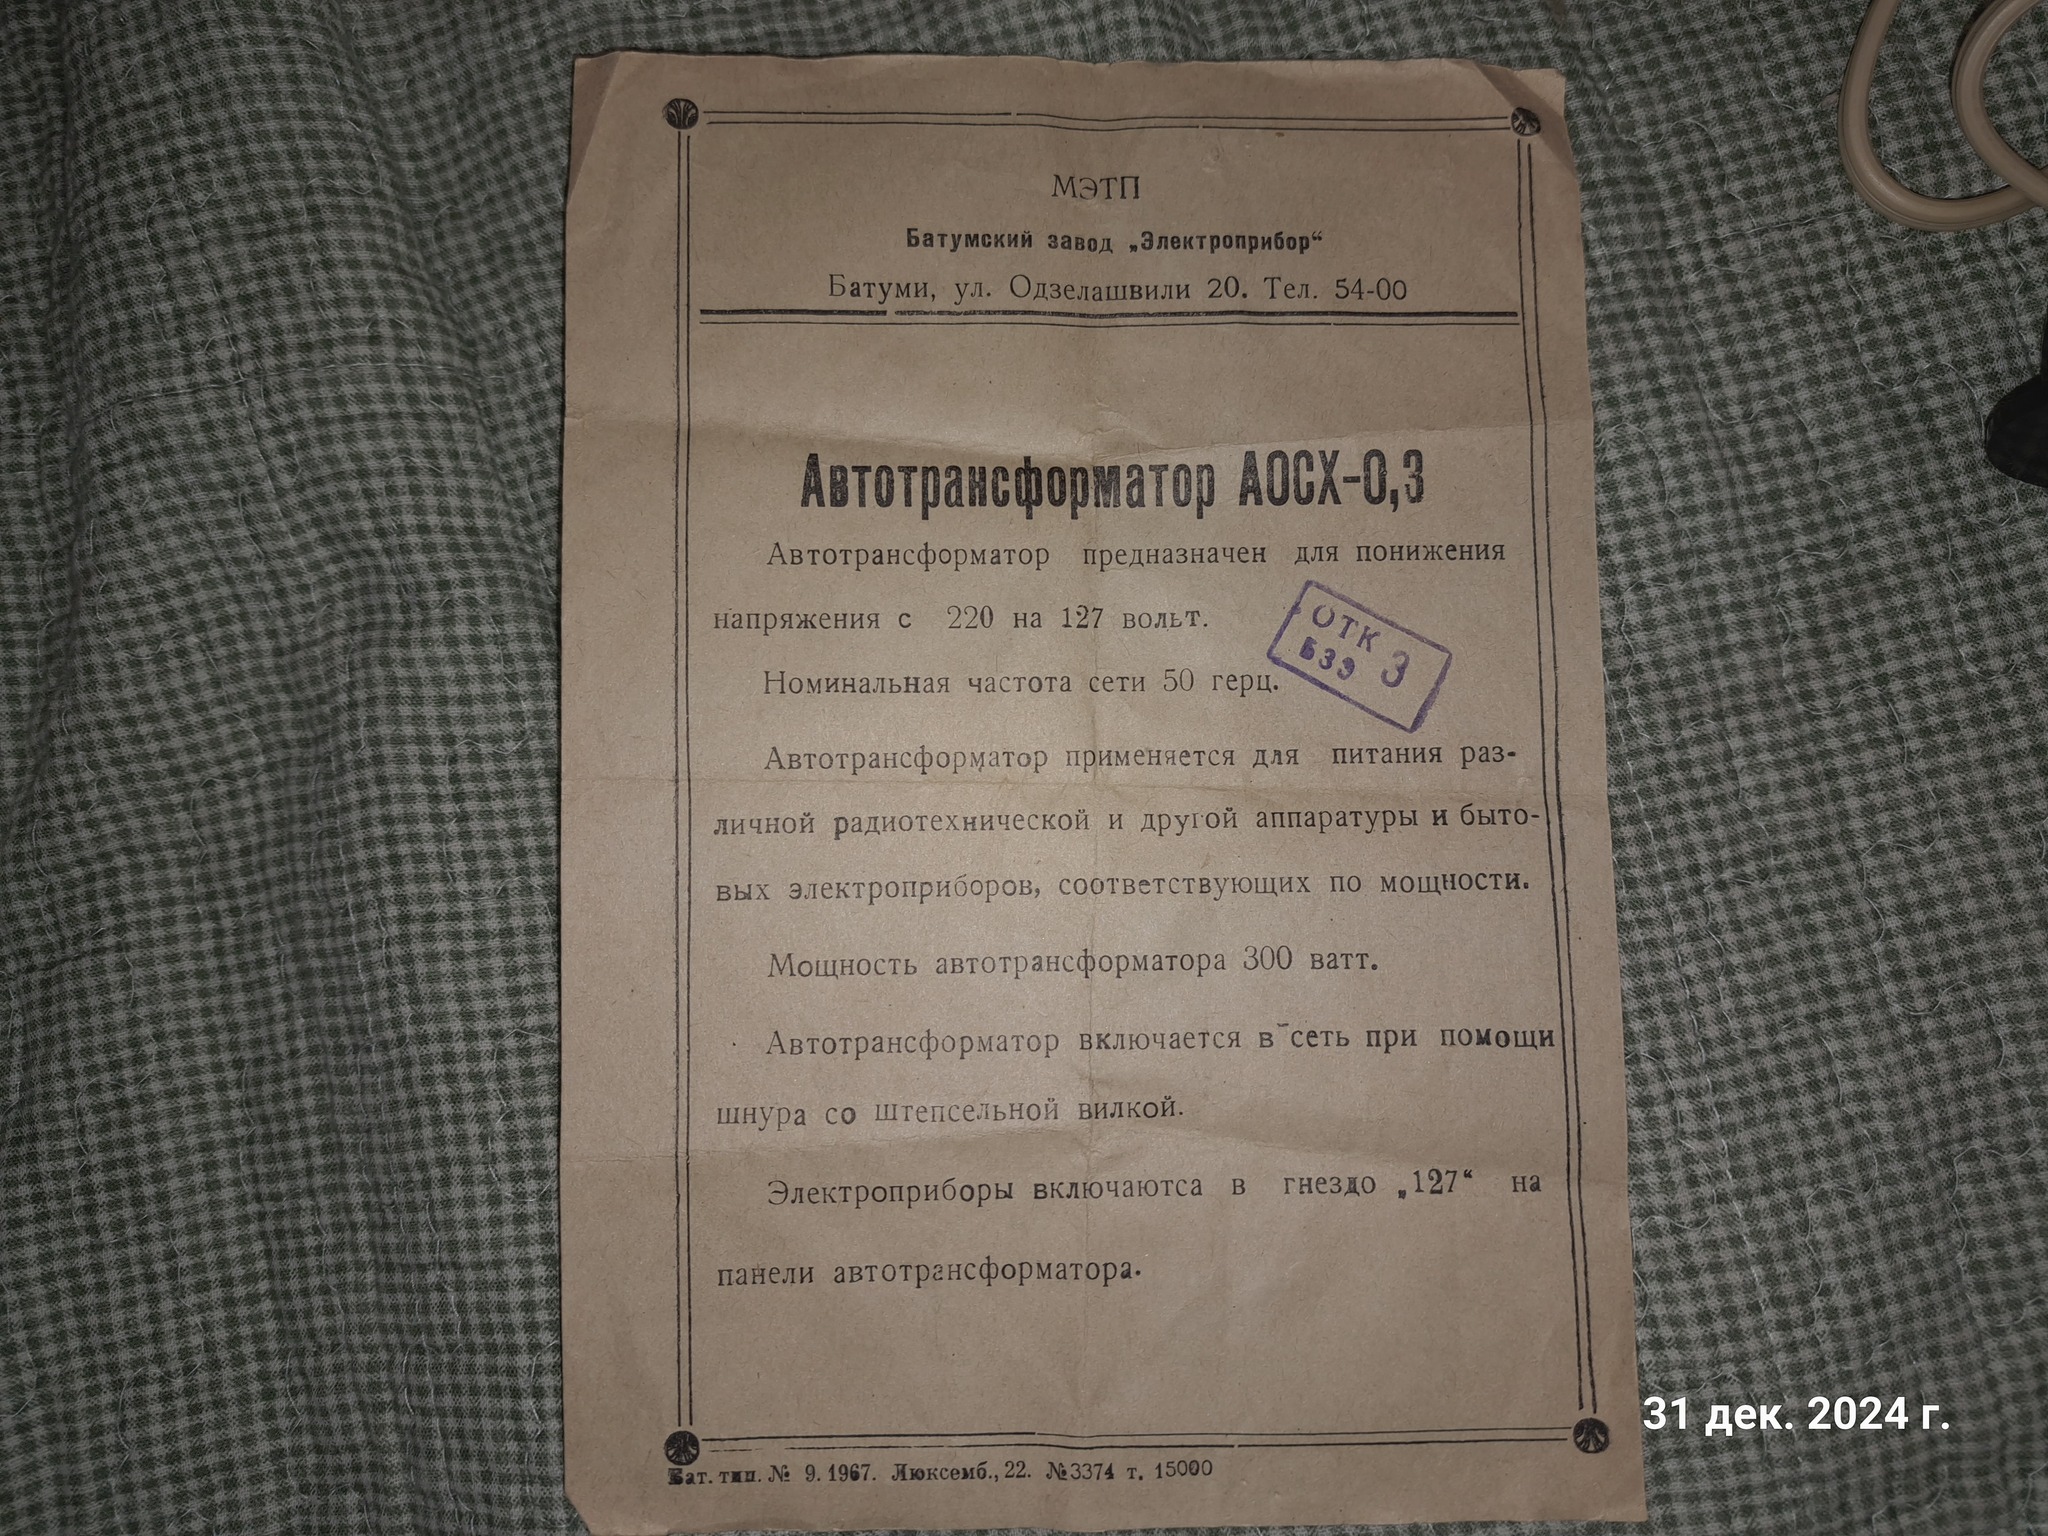 МЭТП
Батумский завод „Электроприбор“
Батуми, ул. Одзелашвили 20. Тел. 54-00
Автотрансформатор АОСХ-0,3
Автотрансформатор предназначен для понижения
напряжения с 220 на 127 вольт.
ОТК
БЗЭ 3
Номинальная частота сети 50 герц.
Автотрансформатор применяется для питания раз-
личной радиотехнической и другой аппаратуры и быто-
вых электроприборов, соответствующих по мощности.
Мощность автотрансформатора 300 ватт.
Автотрансформатор включается в сеть при помощи
шнура со штепсельной вилкой.
Электроприборы включаютса в гнездо „127“ на
панели автотрансформатора.
Бат. тип. № 9. 1967. Люксемб., 22. №3374 т. 15000
31 дек. 2024 г.